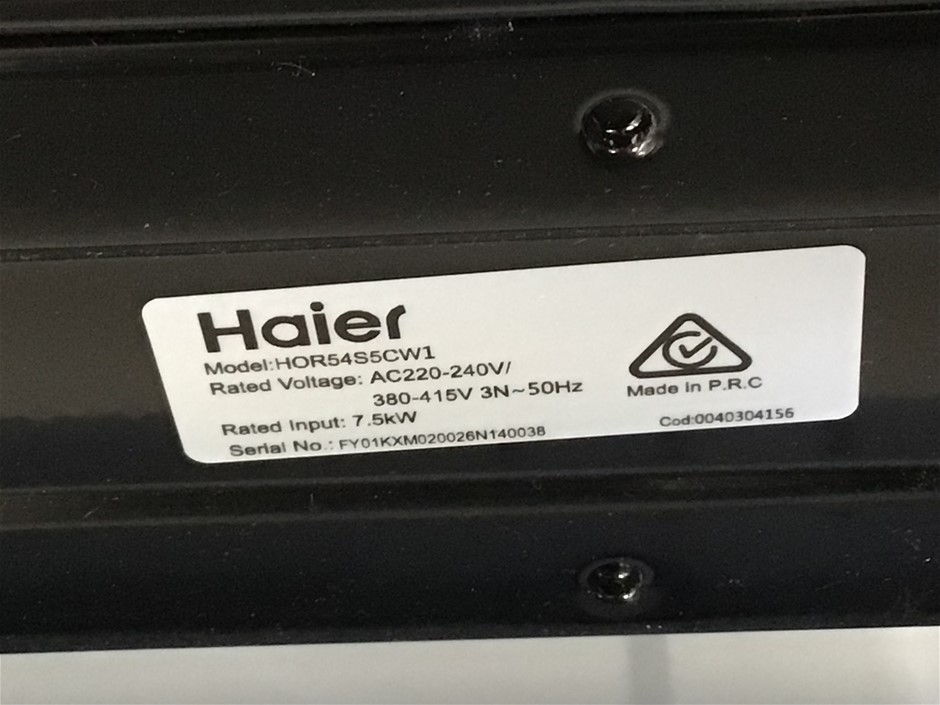 Haier
Model:HOR54S5CW1
Rated Voltage: AC220-240V/
380-415V 3N~50Hz
Rated Input: 7.5kW
Serial No.: FY01KXM020026N140038
Made in P.R.C
Cod:0040304156